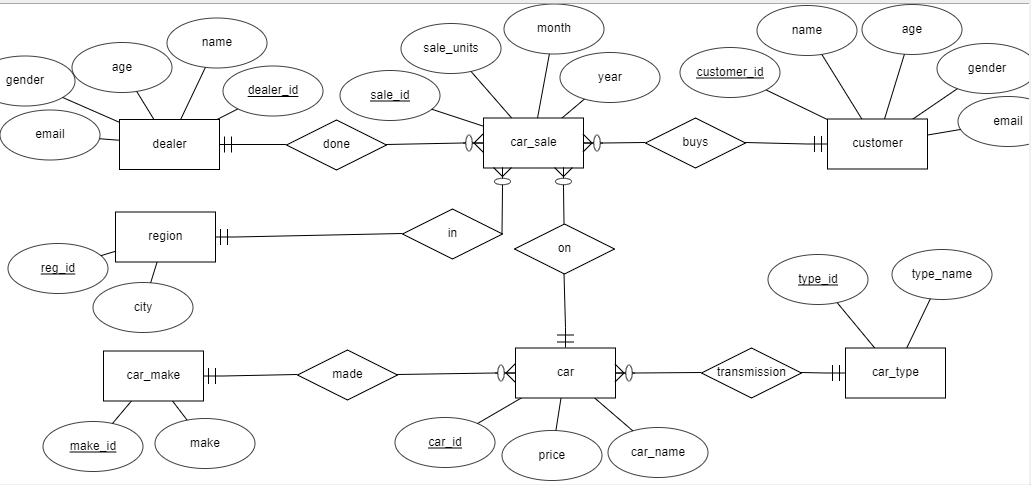 month
name
age
name
sale_units
age
customer_id
gender
gender
year
dealer_id
sale_id
email
email
dealer
done
car_sale
buys
customer
region
in
on
reg_id
type_id
type_name
city
car_make
made
car
transmission
car_type
make_id
make
car_id
price
car_name